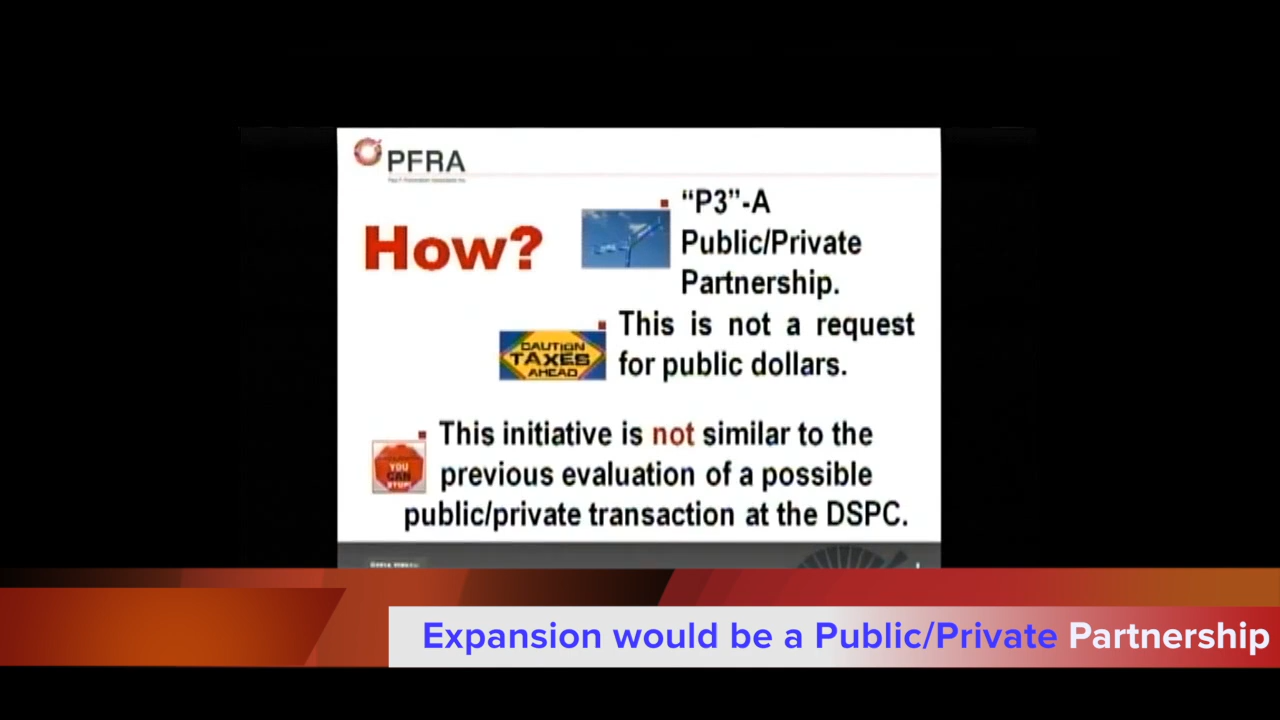 PFRA
How?
“P3”-A
Public/Private
Partnership.
This is not a request
for public dollars.
CAUTION
TAXES
AHEAD
This initiative is not similar to the
previous evaluation of a possible
public/private transaction at the DSPC.
YOU
CAN
STOP!
Expansion would be a Public/Private Partnership